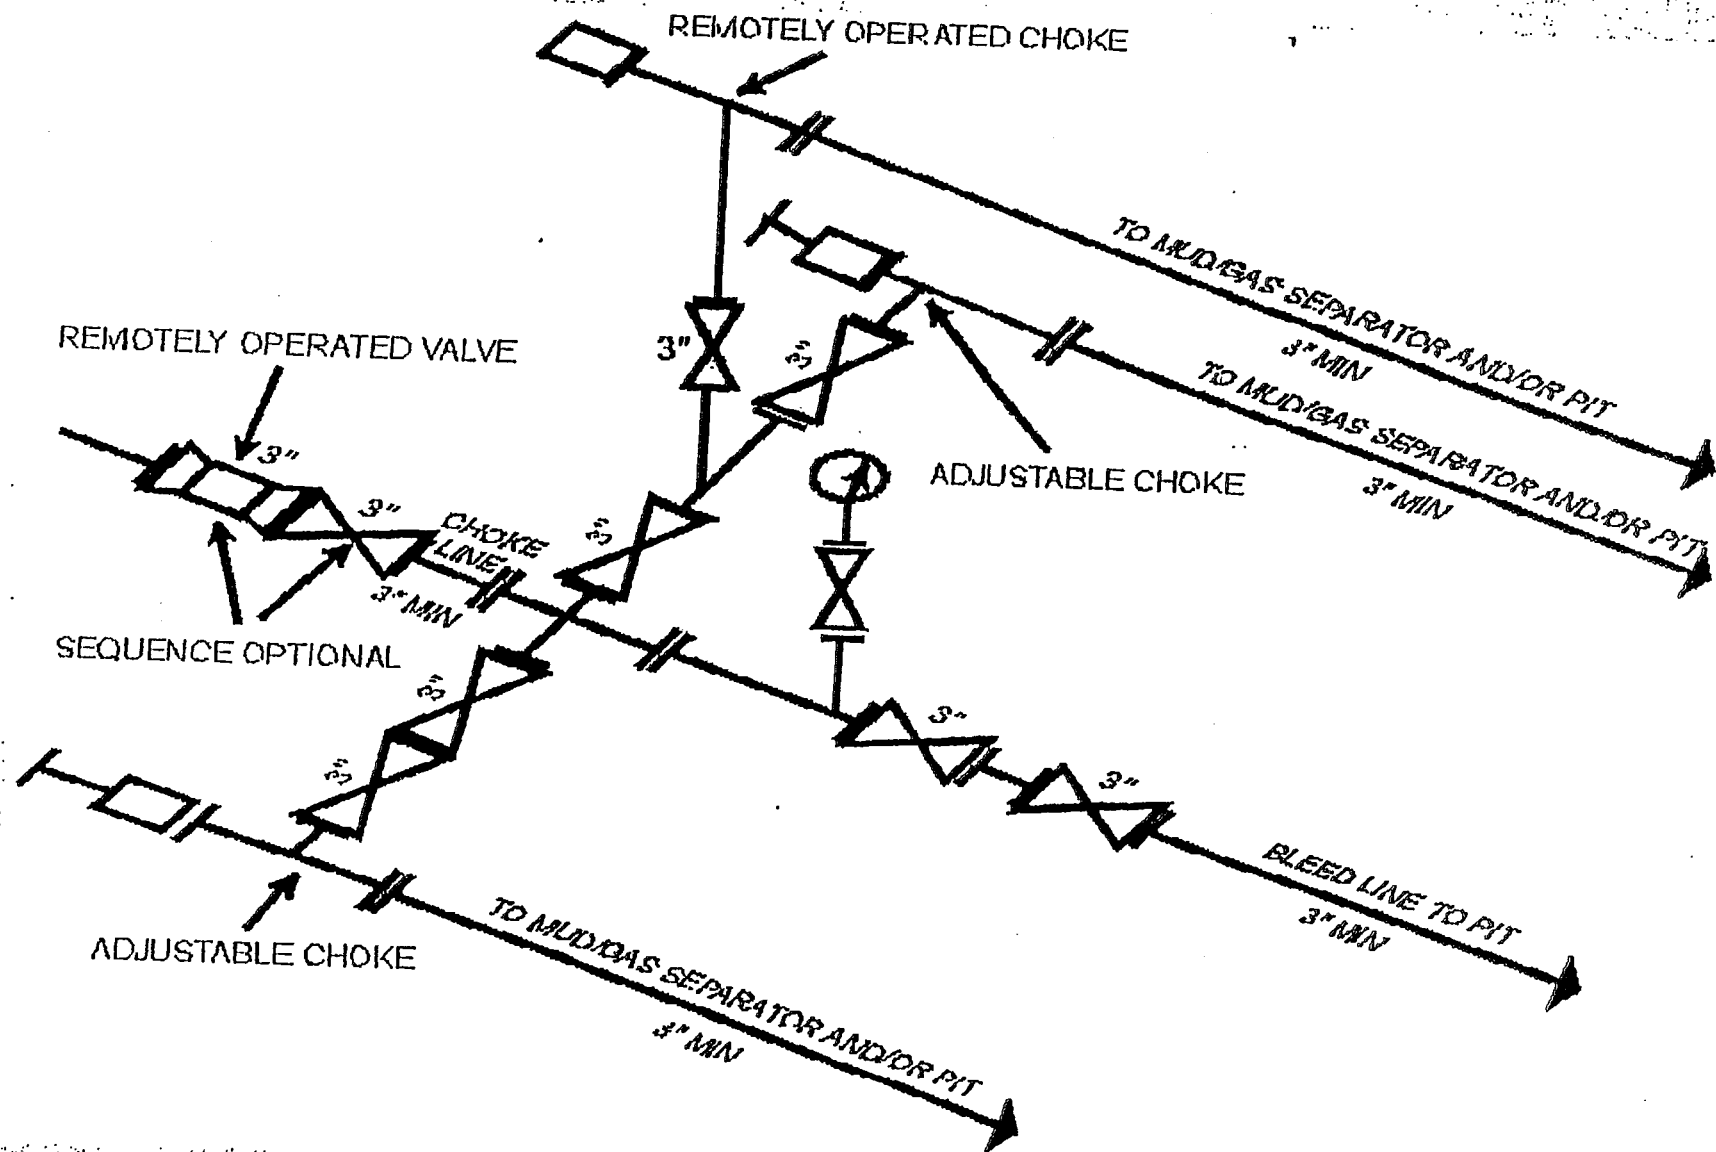 REMOTELY OPERATED CHOKE
TO MUD/GAS SEPARATOR AND/OR PIT
3" MIN
REMOTELY OPERATED VALVE
3"
3"
TO MUD/GAS SEPARATOR AND/OR PIT
3" MIN
ADJUSTABLE CHOKE
3"
3"
CHOKE
LINE
3" MIN
3"
SEQUENCE OPTIONAL
3"
3"
3"
3"
BLEED LINE TO PIT
3" MIN
ADJUSTABLE CHOKE
TO MUD/GAS SEPARATOR AND/OR PIT
3" MIN